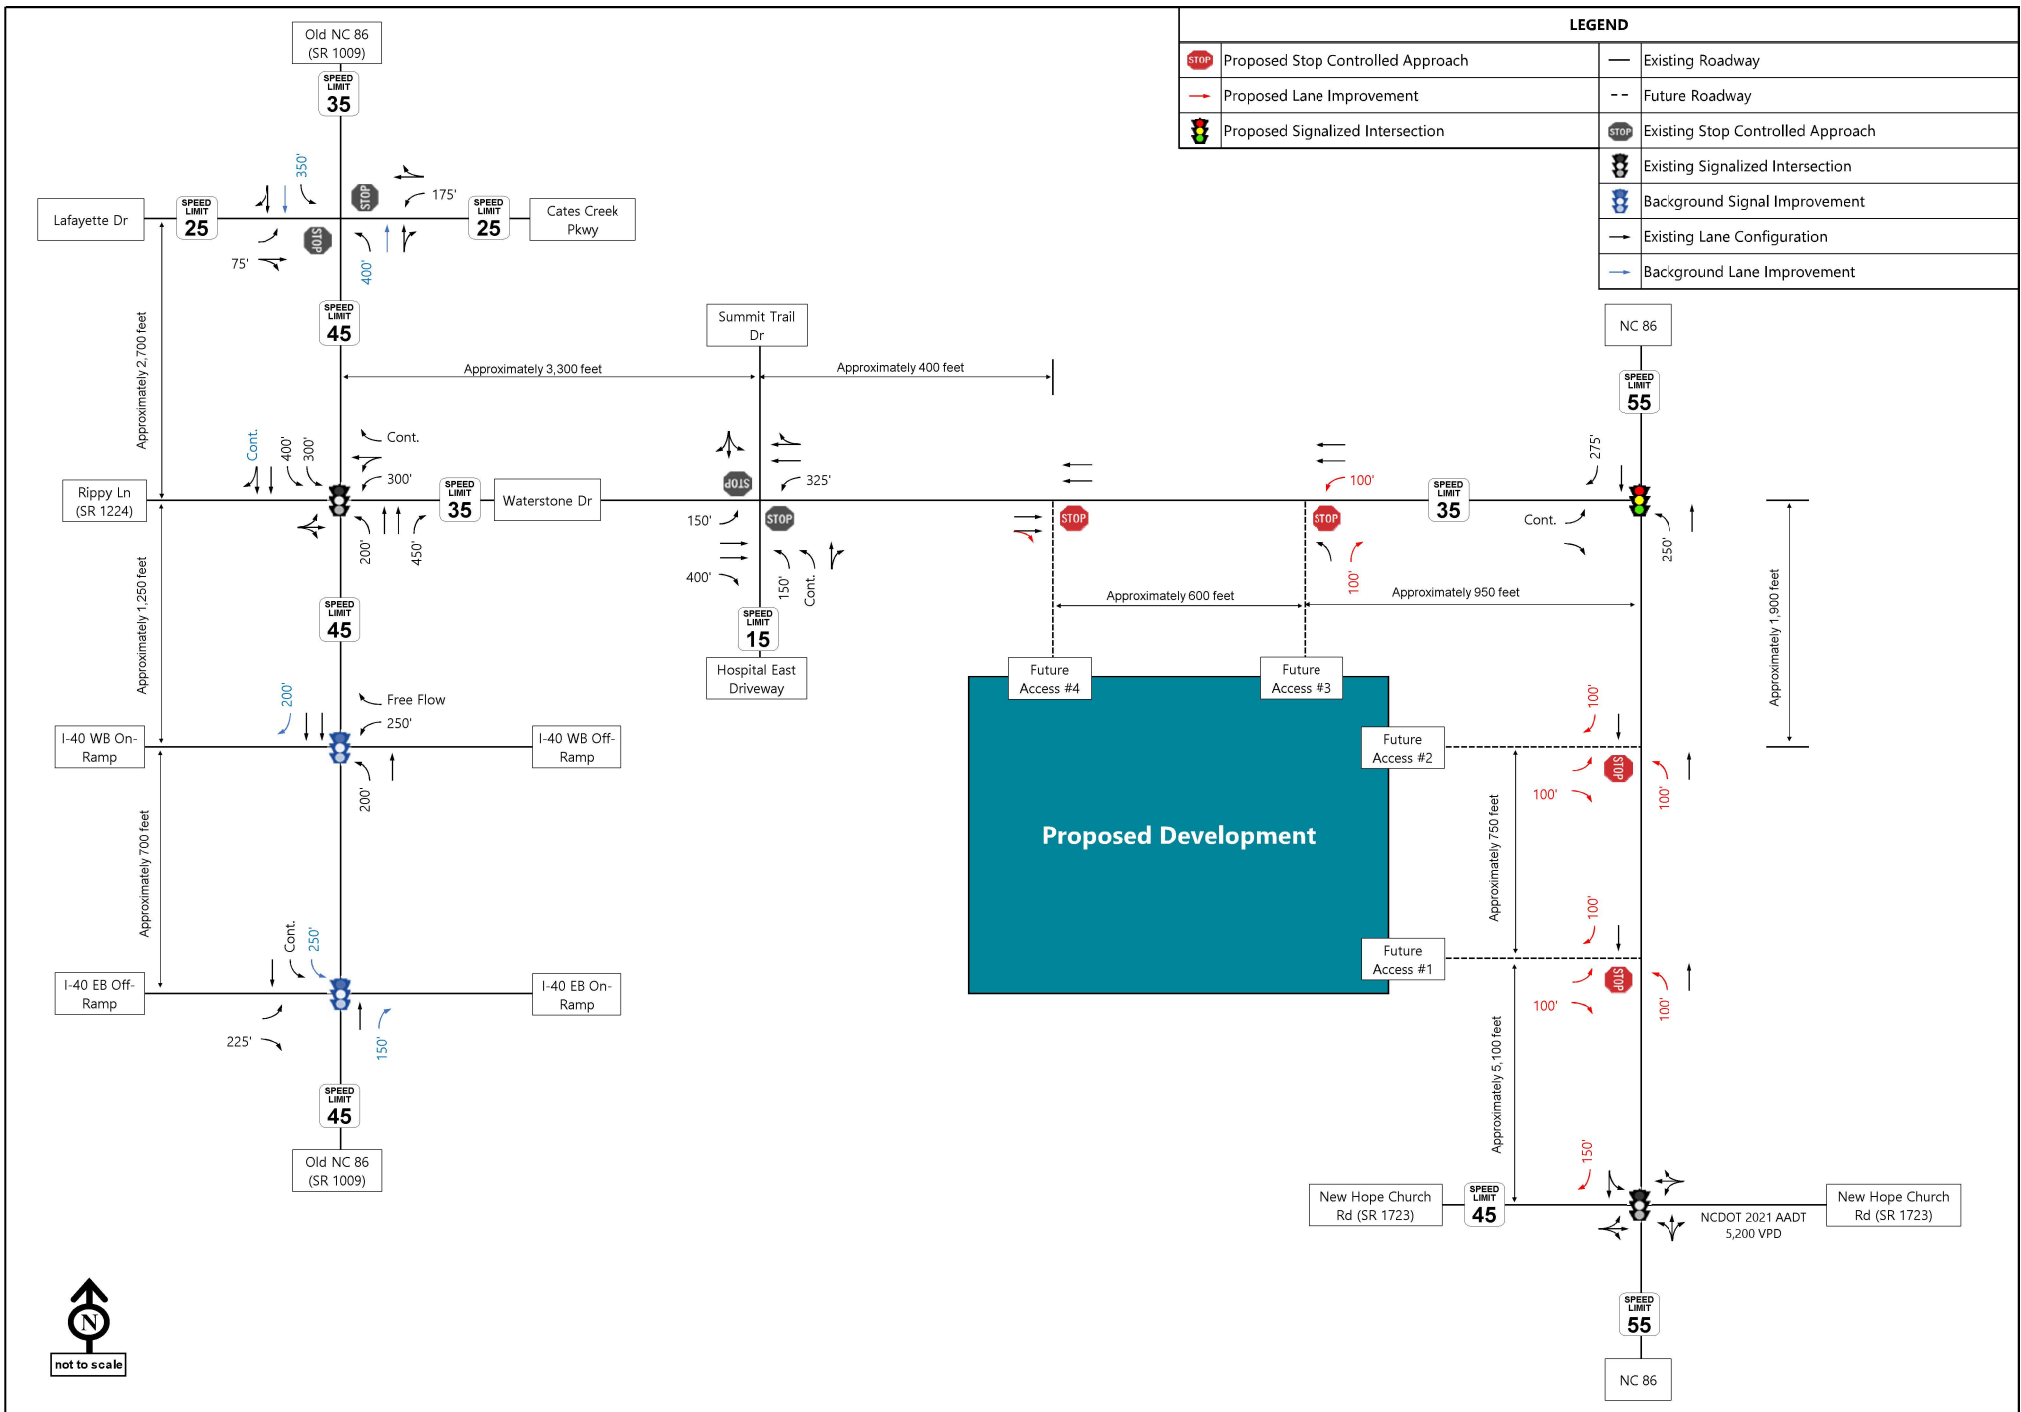 LEGEND
STOP Proposed Stop Controlled Approach
Existing Roadway
Proposed Lane Improvement
Future Roadway
Proposed Signalized Intersection
STOP Existing Stop Controlled Approach
Existing Signalized Intersection
Background Signal Improvement
Existing Lane Configuration
Background Lane Improvement
Old NC 86
(SR 1009)
SPEED
LIMIT
35
350'
STOP
175'
Lafayette Dr
SPEED
LIMIT
25
SPEED
LIMIT
25
Cates Creek
Pkwy
STOP
75'
400'
Approximately 2,700 feet
SPEED
LIMIT
45
Summit Trail
Dr
NC 86
Approximately 3,300 feet
Approximately 400 feet
SPEED
LIMIT
55
Cont.
400'
300'
Cont.
300'
Rippy Ln
(SR 1224)
SPEED
LIMIT
35
Waterstone Dr
200'
450'
STOP
325'
150'
STOP
400'
150'
Cont.
STOP
100'
STOP
100'
SPEED
LIMIT
35
275'
Cont.
250'
Approximately 1,250 feet
SPEED
LIMIT
45
SPEED
LIMIT
15
Hospital East
Driveway
Approximately 600 feet
Approximately 950 feet
Approximately 1,900 feet
Future
Access #4
Future
Access #3
200'
Free Flow
250'
I-40 WB On-
Ramp
I-40 WB Off-
Ramp
200'
Future
Access #2
100'
STOP
100'
100'
Approximately 700 feet
Proposed Development
Approximately 750 feet
Cont.
250'
I-40 EB Off-
Ramp
I-40 EB On-
Ramp
225'
150'
Future
Access #1
100'
STOP
100'
100'
SPEED
LIMIT
45
Old NC 86
(SR 1009)
Approximately 5,100 feet
150'
New Hope Church
Rd (SR 1723)
SPEED
LIMIT
45
NCDOT 2021 AADT
5,200 VPD
New Hope Church
Rd (SR 1723)
SPEED
LIMIT
55
NC 86
N
not to scale